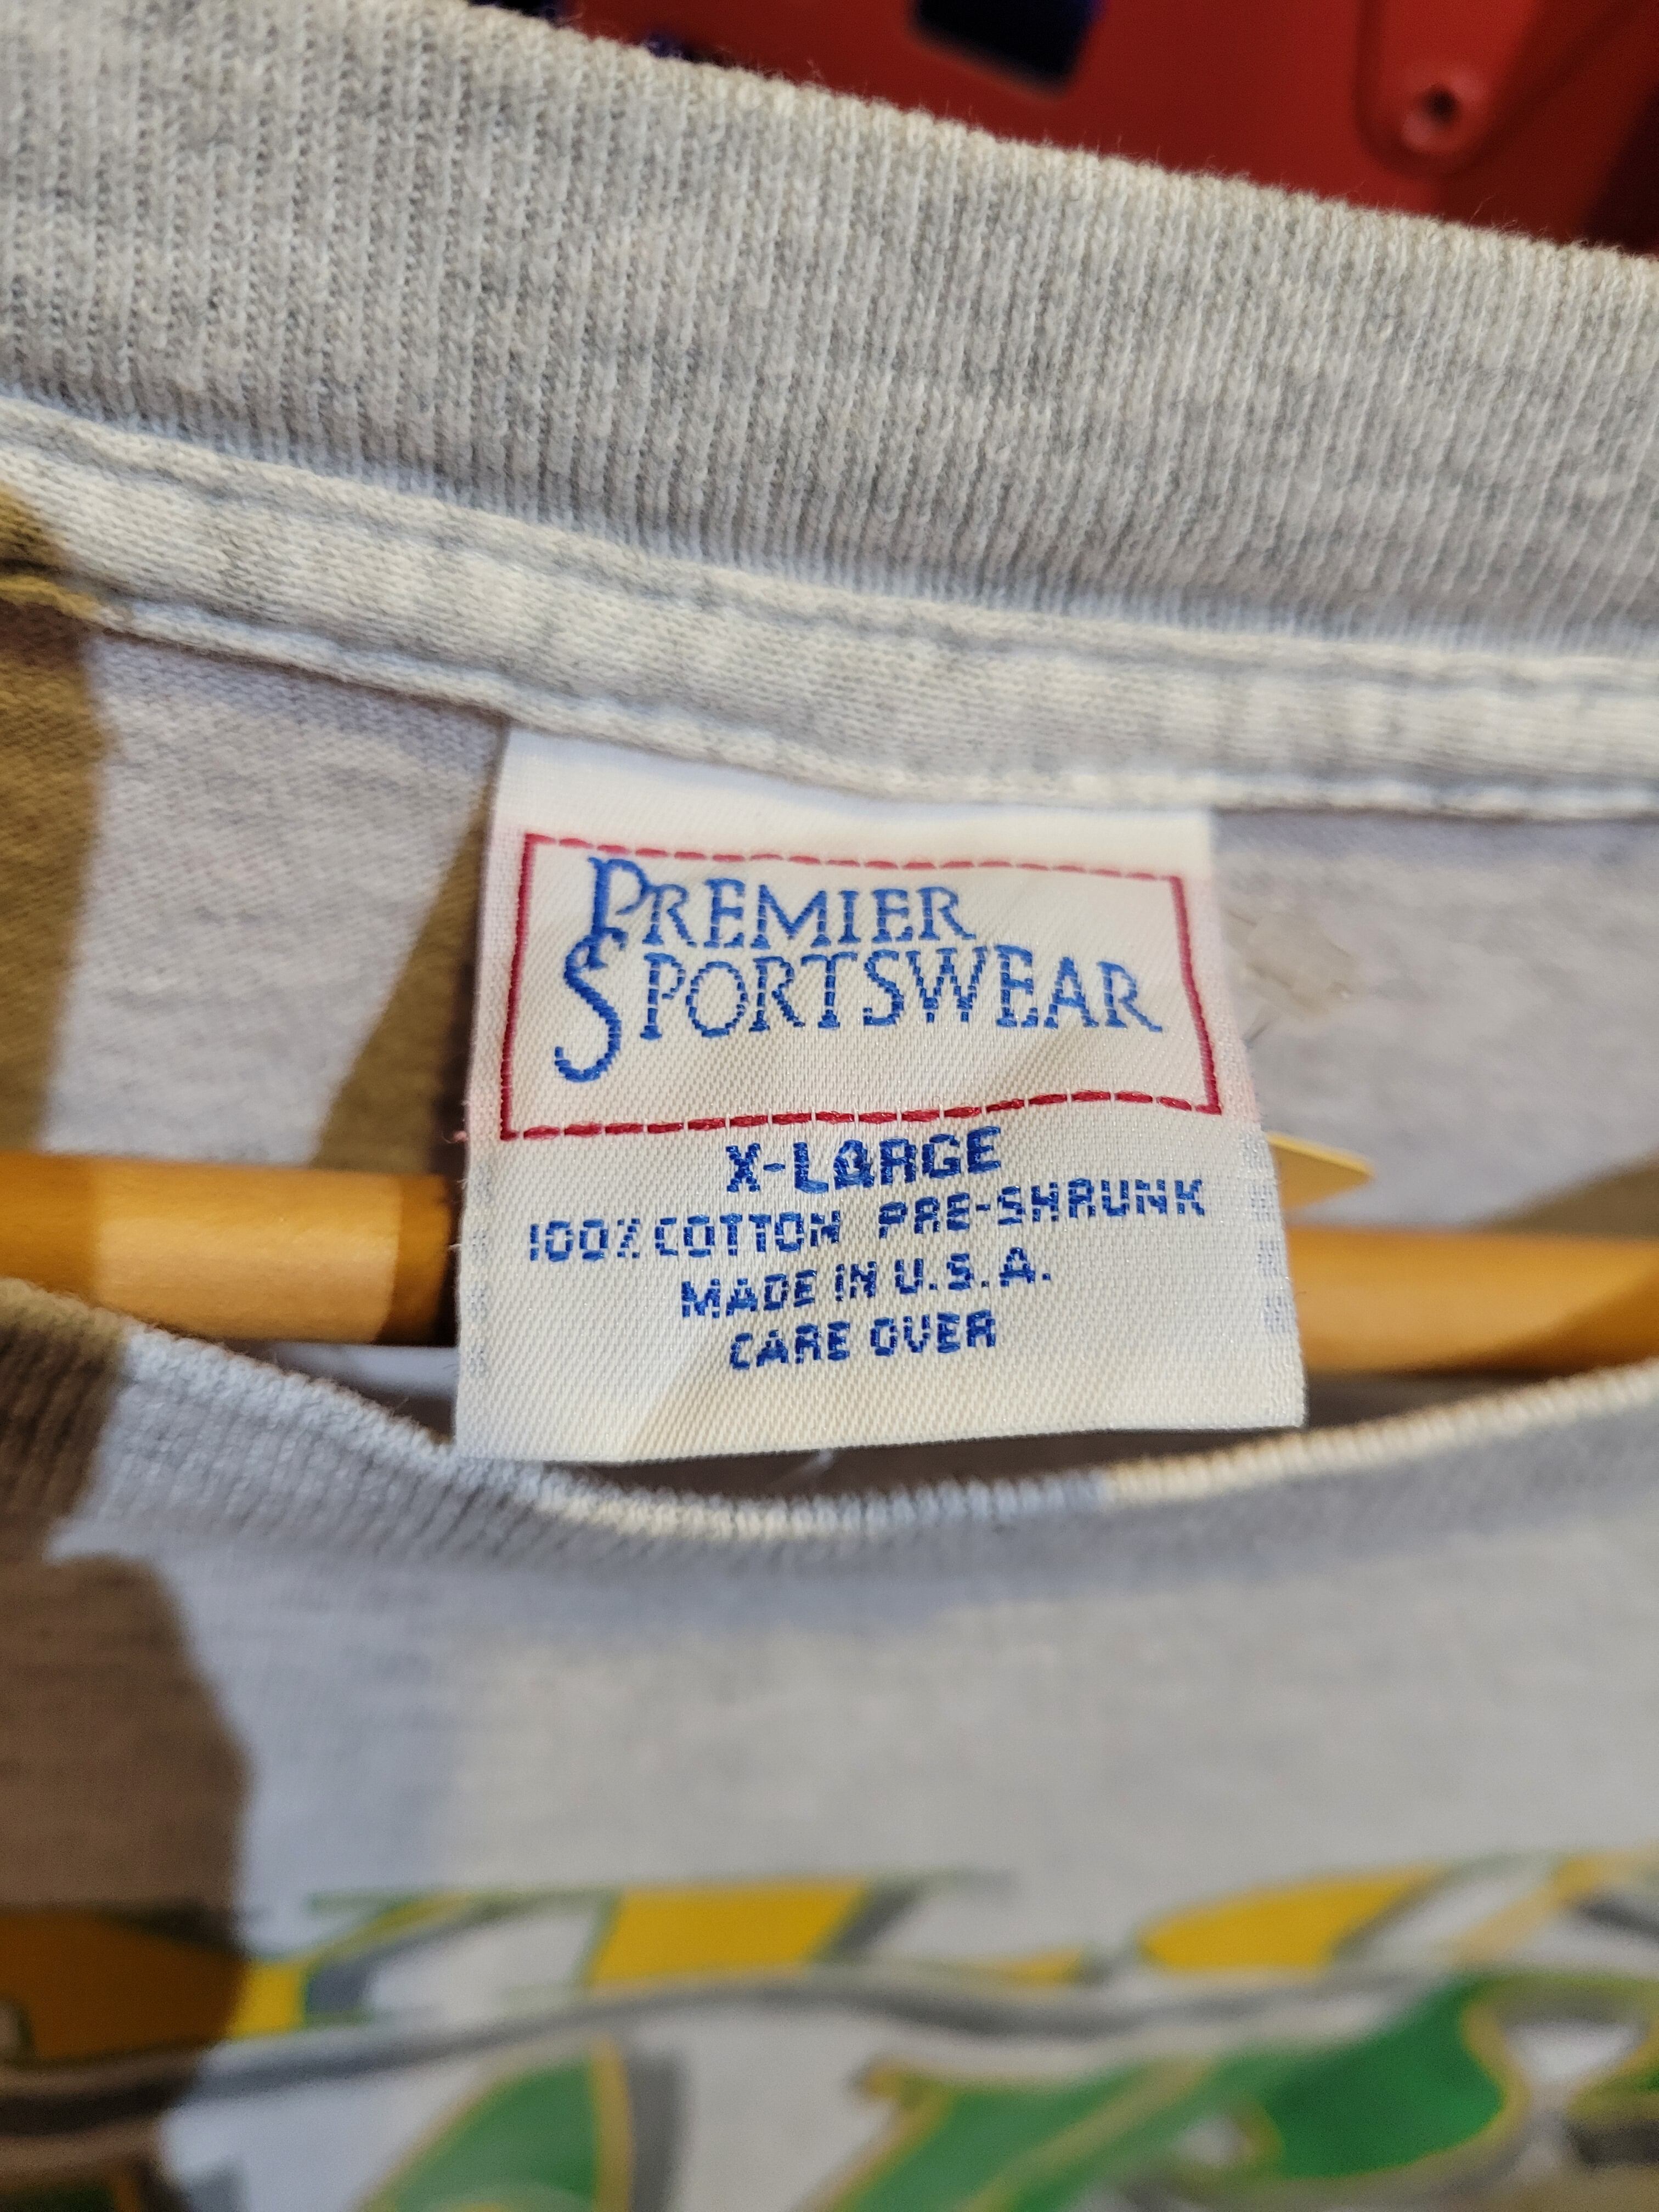 PREMIER
SPORTSWEAR
X-LARGE
100% COTTON PRE-SHRUNK
MADE IN U.S.A.
CARE OVER